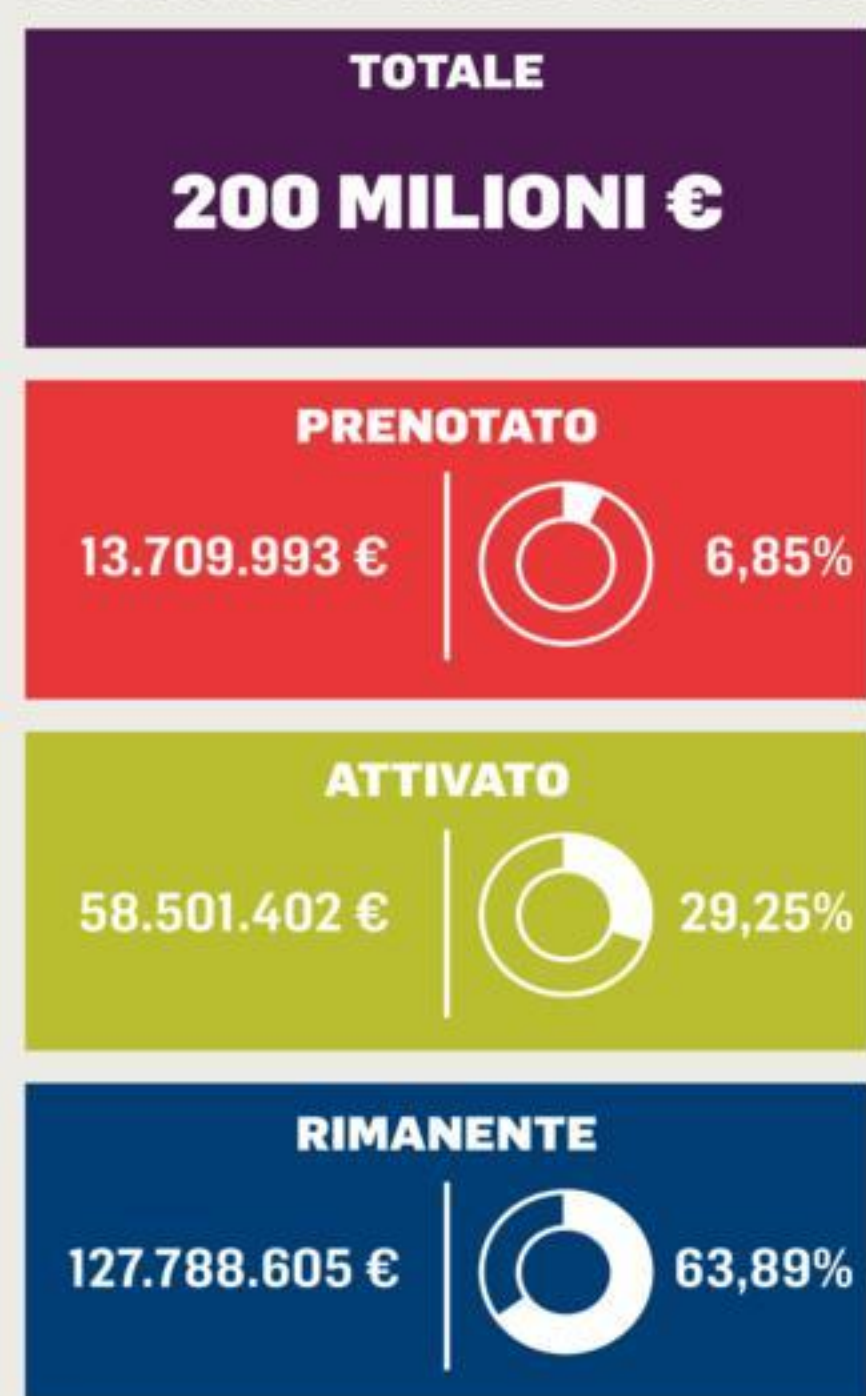 TOTALE
200 MILIONI €
PRENOTATO
13.709.993 €
6,85%
ATTIVATO
58.501.402 €
29,25%
RIMANENTE
127.788.605 €
63,89%